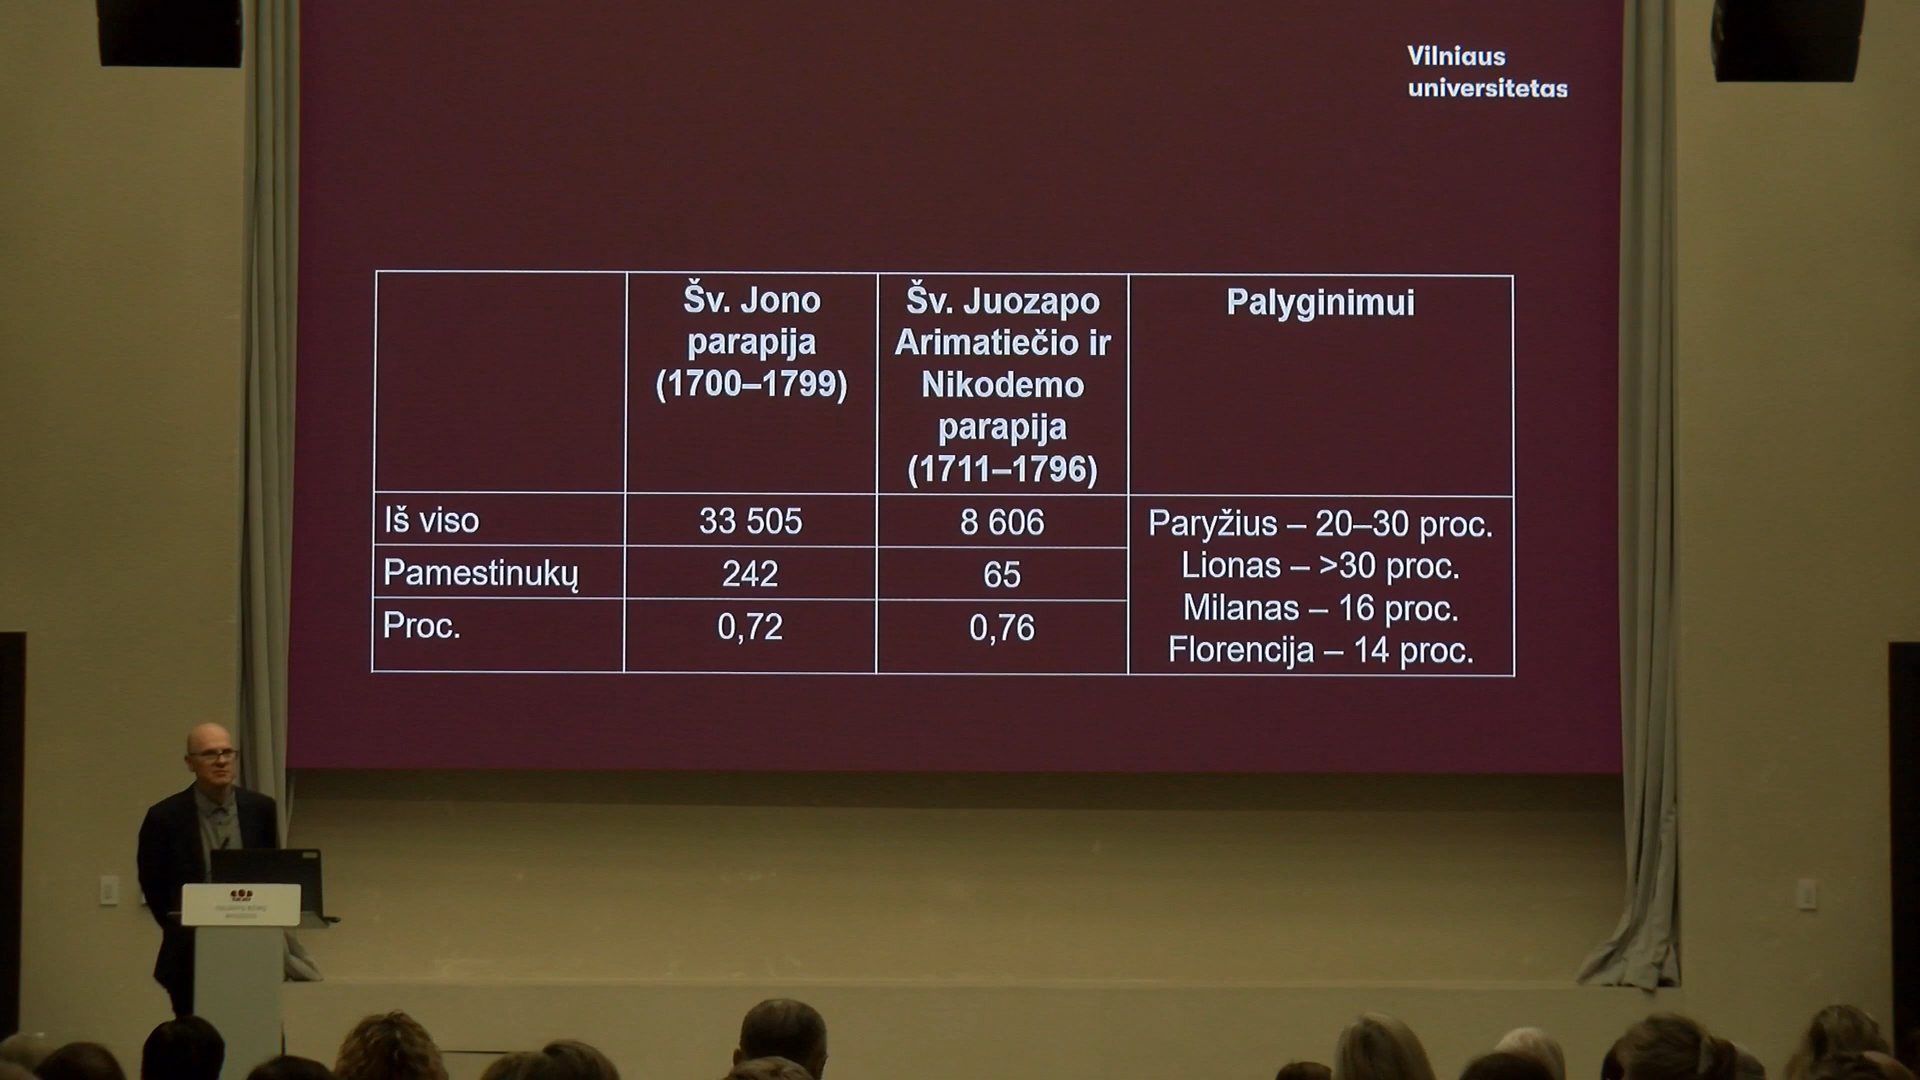 Vilniaus
universitetas
Šv. Jono
parapija
(1700–1799)
Šv. Juozapo
Arimatiečio ir
Nikodemo
parapija
(1711–1796)
Palyginimui
Iš viso
33 505
8 606
Pamestinukų
242
65
Proc.
0,72
0,76
Paryžius – 20–30 proc.
Lionas – >30 proc.
Milanas – 16 proc.
Florencija – 14 proc.